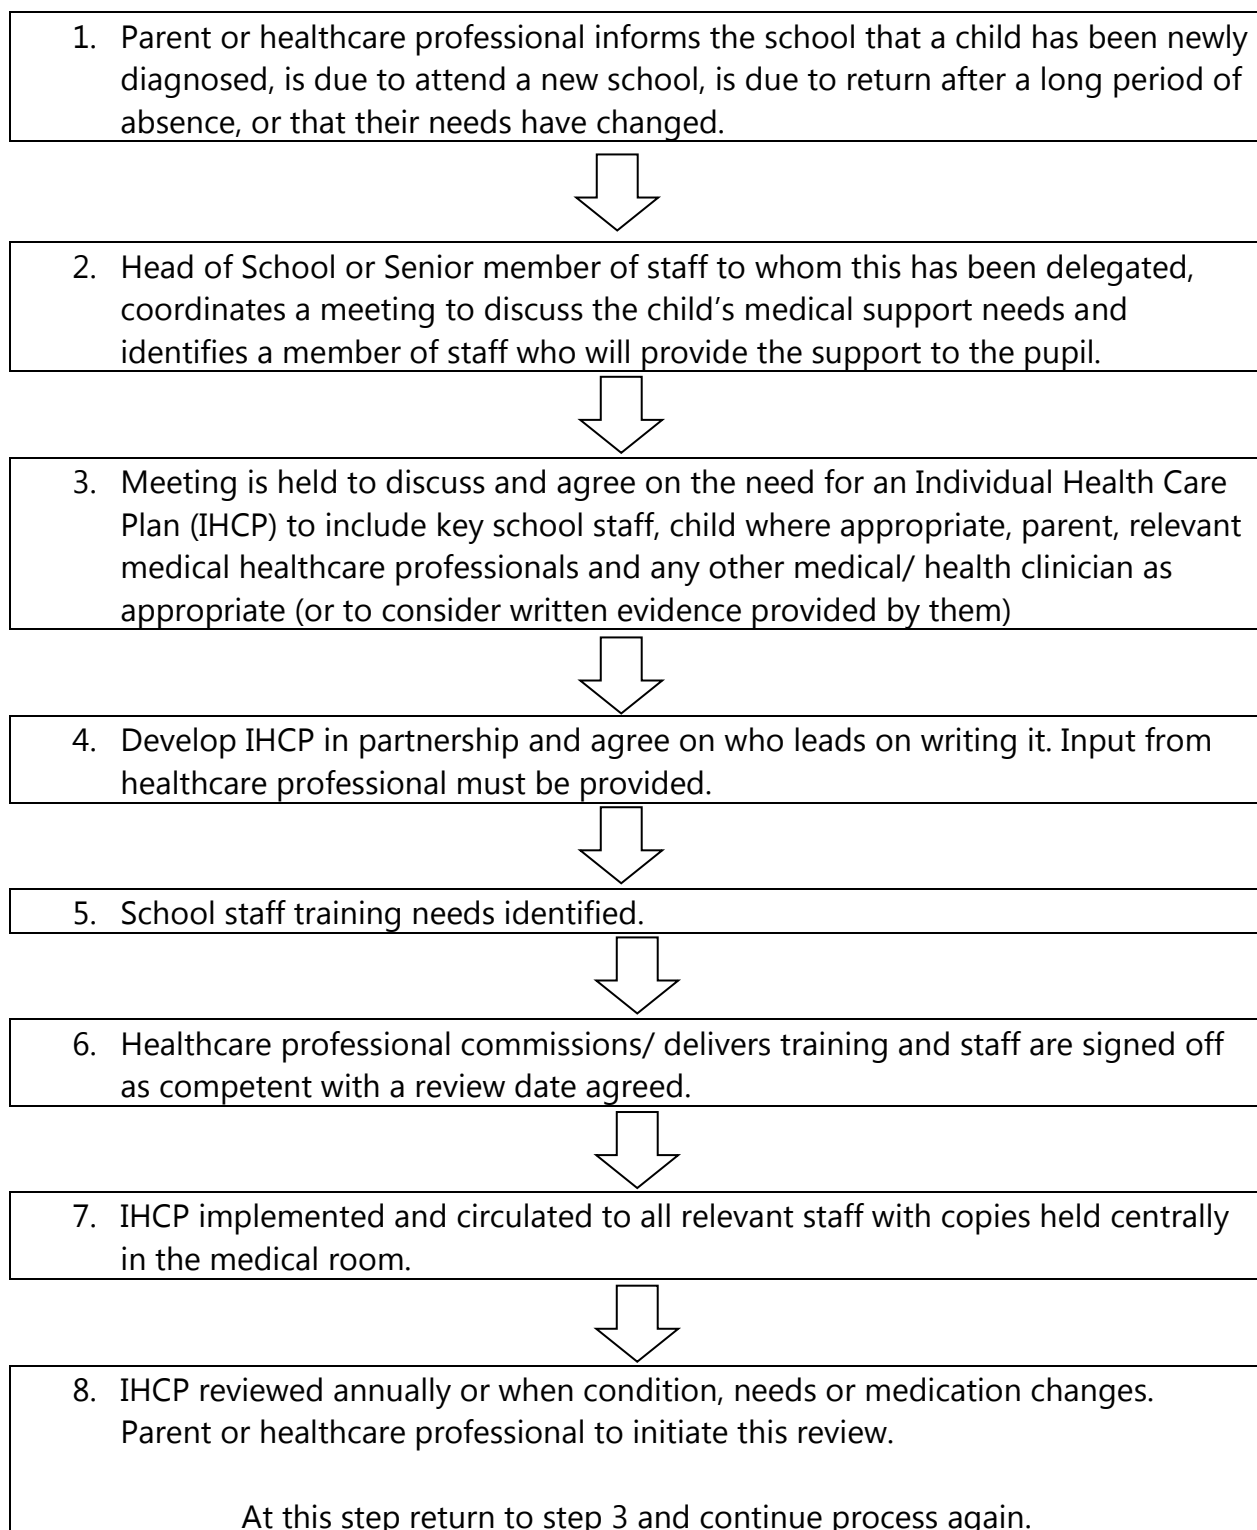 1. Parent or healthcare professional informs the school that a child has been newly
diagnosed, is due to attend a new school, is due to return after a long period of
absence, or that their needs have changed.
2. Head of School or Senior member of staff to whom this has been delegated,
coordinates a meeting to discuss the child’s medical support needs and
identifies a member of staff who will provide the support to the pupil.
3. Meeting is held to discuss and agree on the need for an Individual Health Care
Plan (IHCP) to include key school staff, child where appropriate, parent, relevant
medical healthcare professionals and any other medical/ health clinician as
appropriate (or to consider written evidence provided by them)
4. Develop IHCP in partnership and agree on who leads on writing it. Input from
healthcare professional must be provided.
5. School staff training needs identified.
6. Healthcare professional commissions/ delivers training and staff are signed off
as competent with a review date agreed.
7. IHCP implemented and circulated to all relevant staff with copies held centrally
in the medical room.
8. IHCP reviewed annually or when condition, needs or medication changes.
Parent or healthcare professional to initiate this review.
At this step return to step 3 and continue process again.